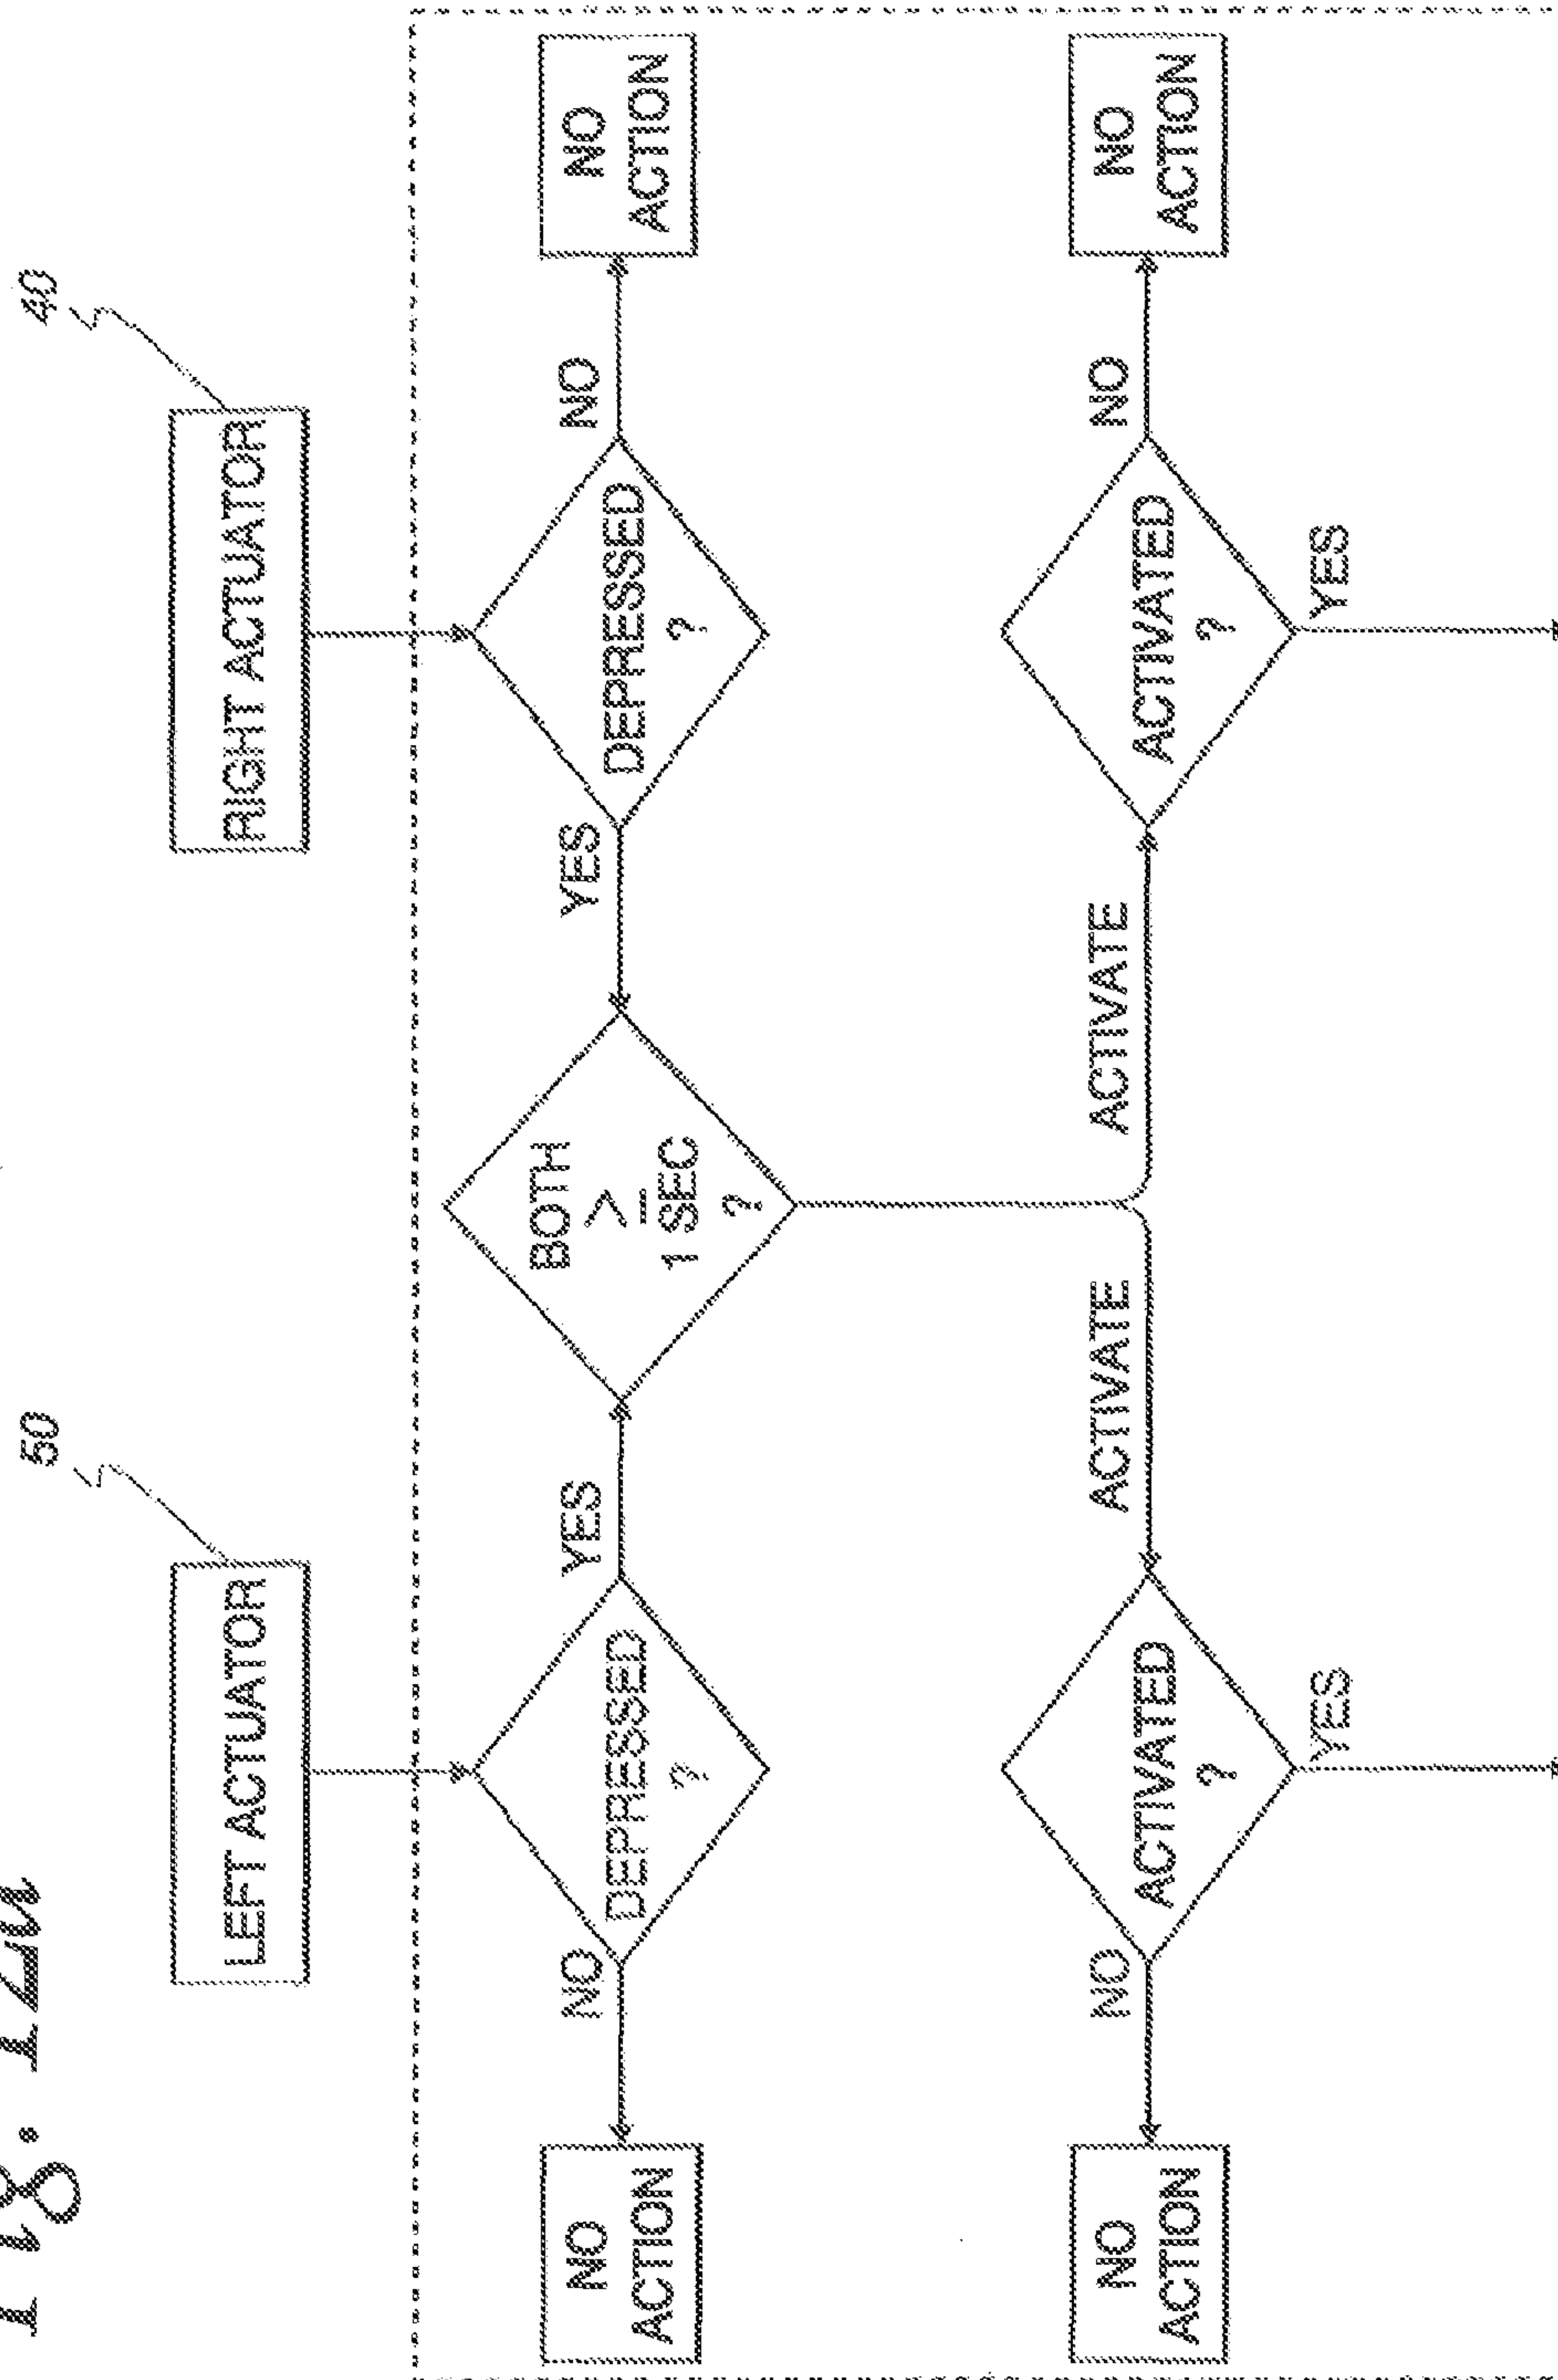 50
40
LEFT ACTUATOR
RIGHT ACTUATOR
NO
ACTION
NO
DEPRESSED
?
YES
BOTH
≥
1 SEC
?
YES
DEPRESSED
?
NO
NO
ACTION
NO
ACTION
NO
ACTIVATED
?
YES
ACTIVATE
ACTIVATE
ACTIVATED
?
YES
NO
NO
ACTION